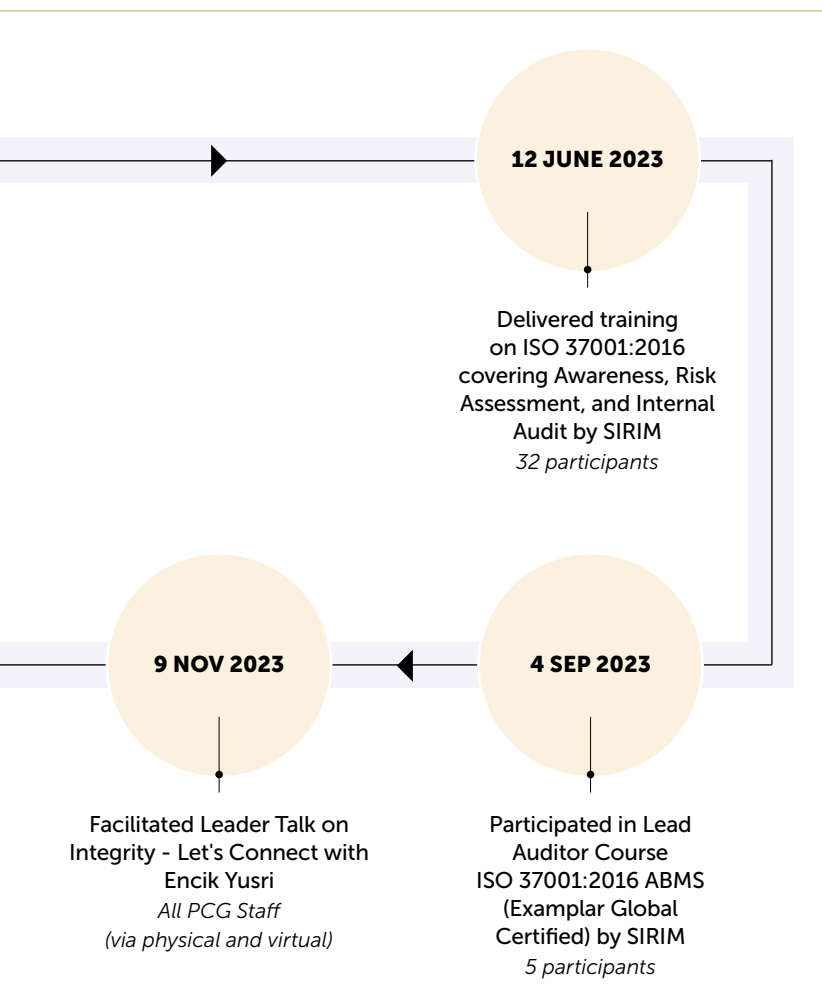 12 JUNE 2023
Delivered training
on ISO 37001:2016
covering Awareness, Risk
Assessment, and Internal
Audit by SIRIM
32 participants
4 SEP 2023
Participated in Lead
Auditor Course
ISO 37001:2016 ABMS
(Examplar Global
Certified) by SIRIM
5 participants
9 NOV 2023
Facilitated Leader Talk on
Integrity - Let's Connect with
Encik Yusri
All PCG Staff
(via physical and virtual)